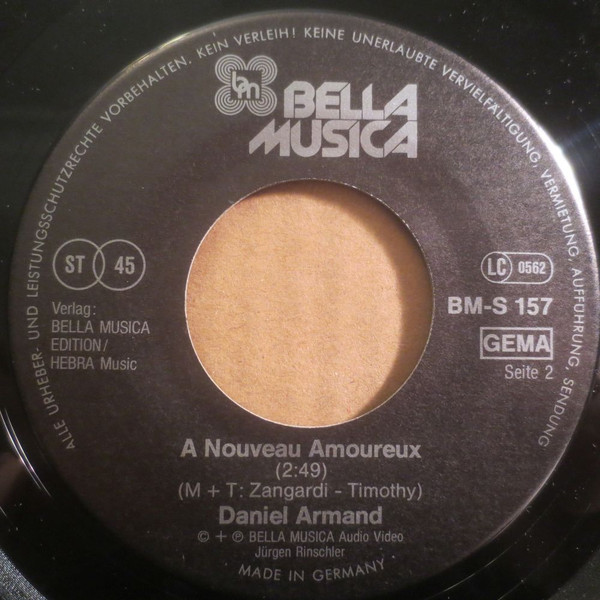 ALLE URHEBER- UND LEISTUNGSSCHUTZRECHTE VORBEHALTEN. KEIN VERLEIH! KEINE UNERLAUBTE VERVIELFÄLTIGUNG, VERMIETUNG, AUFFÜHRUNG, SENDUNG
bm BELLA
MUSICA
ST 45
LC 0562
Verlag:
BELLA MUSICA
EDITION/
HEBRA Music
BM-S 157
GEMA
Seite 2
A Nouveau Amoureux
(2:49)
(M + T: Zangardi - Timothy)
Daniel Armand
© + ℗ BELLA MUSICA Audio Video
Jürgen Rinschler
MADE IN GERMANY